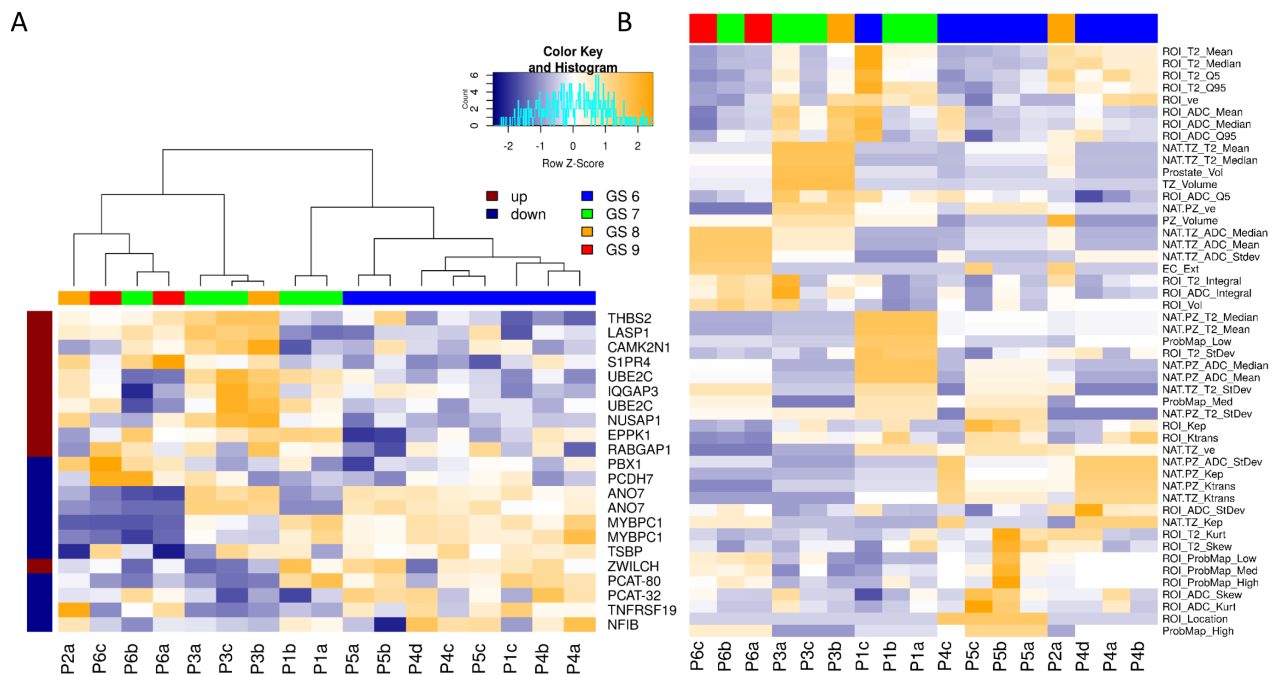 A
Color Key
and Histogram
Count
0 2 4 6
-2 -1 0 1 2
Row Z-Score
up
down
GS 6
GS 7
GS 8
GS 9
THBS2
LASP1
CAMK2N1
S1PR4
UBE2C
IQGAP3
UBE2C
NUSAP1
EPPK1
RABGAP1
PBX1
PCDH7
ANO7
ANO7
MYBPC1
MYBPC1
TSBP
ZWILCH
PCAT-80
PCAT-32
TNFRSF19
NFIB
P2a P6c P6b P6a P3a P3c P3b P1b P1a P5a P5b P4d P4c P5c P1c P4b P4a
B
ROI_T2_Mean
ROI_T2_Median
ROI_T2_Q5
ROI_T2_Q95
ROI_ve
ROI_ADC_Mean
ROI_ADC_Median
ROI_ADC_Q95
NAT.TZ_T2_Mean
NAT.TZ_T2_Median
Prostate_Vol
TZ_Volume
ROI_ADC_Q5
NAT.PZ_ve
PZ_Volume
NAT.TZ_ADC_Median
NAT.TZ_ADC_Mean
NAT.TZ_ADC_Stdev
EC_Ext
ROI_T2_Integral
ROI_ADC_Integral
ROI_Vol
NAT.PZ_T2_Median
NAT.PZ_T2_Mean
ProbMap_Low
ROI_T2_StDev
NAT.PZ_ADC_Median
NAT.PZ_ADC_Mean
NAT.TZ_T2_StDev
ProbMap_Med
NAT.PZ_T2_StDev
ROI_Kep
ROI_Ktrans
NAT.TZ_ve
NAT.PZ_ADC_StDev
NAT.PZ_Kep
NAT.PZ_Ktrans
NAT.TZ_Ktrans
ROI_ADC_StDev
NAT.TZ_Kep
ROI_T2_Kurt
ROI_T2_Skew
ROI_ProbMap_Low
ROI_ProbMap_Med
ROI_ProbMap_High
ROI_ADC_Skew
ROI_ADC_Kurt
ROI_Location
ProbMap_High
P6c P6b P6a P3a P3c P3b P1c P1b P1a P4c P5c P5b P5a P2a P4d P4a P4b